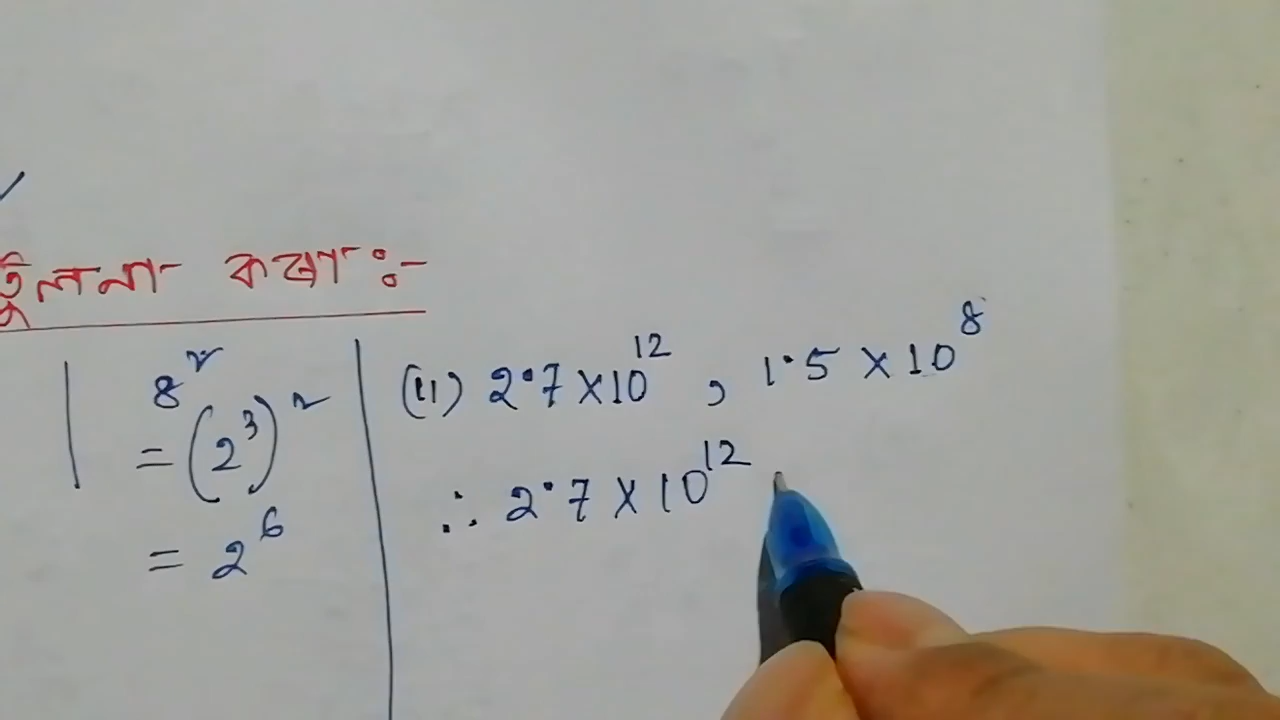 তুলনা করা :-
8²
= (2³)²
= 2⁶
(ii) 2.7 × 10¹² , 1.5 × 10⁸
∴ 2.7 × 10¹²